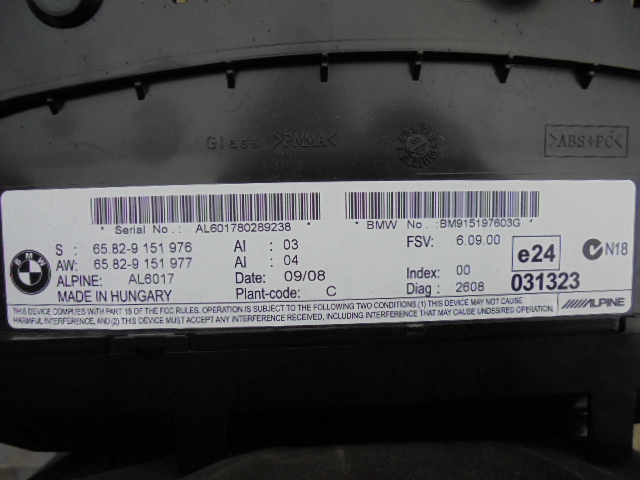 Glass >PMMA<
>ABS+PC<
* Serial No.: AL601780289238 *
* BMW No.: BM915197603G *
BMW
S : 65.82-9 151 976 AI : 03 FSV: 6.09.00
AW: 65.82-9 151 977 AI : 04
ALPINE: AL6017 Date: 09/08 Index: 00
MADE IN HUNGARY Plant-code: C Diag : 2608
e24
031323
N18
ALPINE
THIS DEVICE COMPLIES WITH PART 15 OF THE FCC RULES. OPERATION IS SUBJECT TO THE FOLLOWING TWO CONDITIONS (1) THIS DEVICE MAY NOT CAUSE
HARMFUL INTERFERENCE, AND (2) THIS DEVICE MUST ACCEPT ANY INTERFERENCE RECEIVED, INCLUDING INTERFERENCE THAT MAY CAUSE UNDESIRED OPERATION.